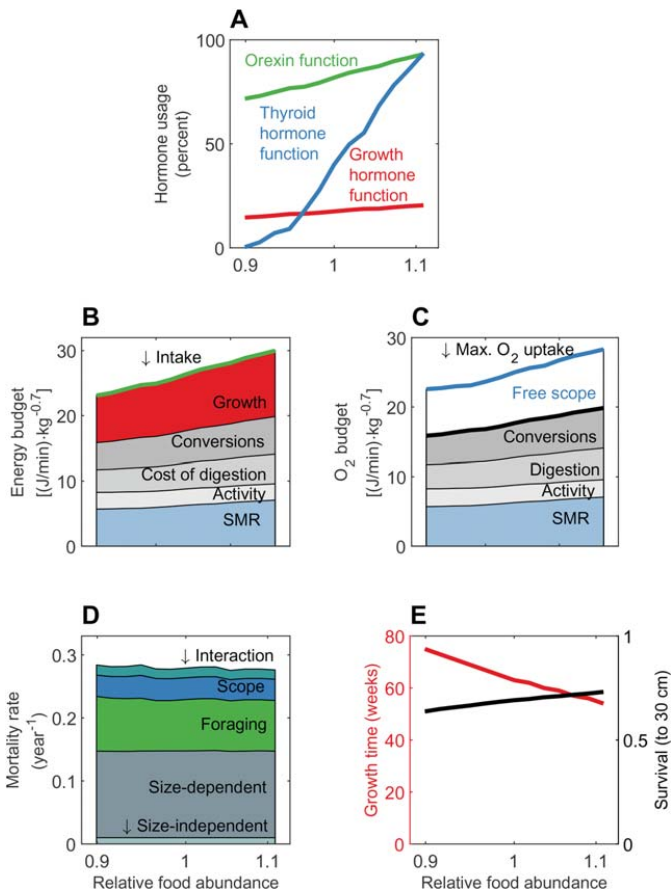 A
100
50
0
Hormone usage
(percent)
Orexin function
Thyroid
hormone
function
Growth
hormone
function
0.9
1
1.1
B
30
20
10
0
Energy budget
[(J/min)·kg^-0.7]
↓ Intake
Growth
Conversions
Cost of digestion
Activity
SMR
C
30
20
10
0
O2 budget
[(J/min)·kg^-0.7]
↓ Max. O2 uptake
Free scope
Conversions
Digestion
Activity
SMR
D
0.3
0.2
0.1
0
Mortality rate
(year^-1)
↓ Interaction
Scope
Foraging
Size-dependent
↓ Size-independent
0.9
1
1.1
Relative food abundance
E
80
60
40
20
0
Growth time (weeks)
1
0.5
0
Survival (to 30 cm)
0.9
1
1.1
Relative food abundance